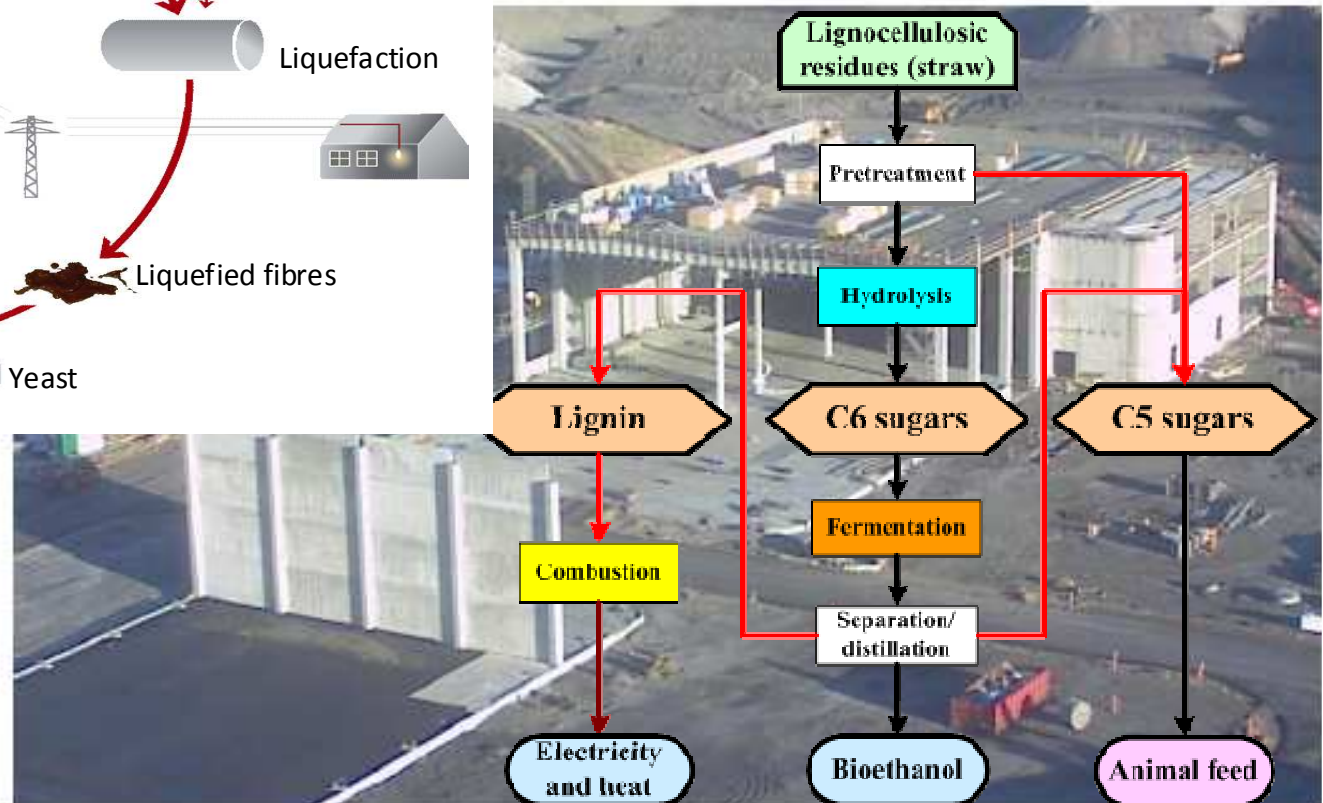 Liquefaction
Liquefied fibres
Yeast
Lignocellulosic
residues (straw)
Pretreatment
Hydrolysis
Lignin
C6 sugars
C5 sugars
Fermentation
Combustion
Separation/
distillation
Electricity
and heat
Bioethanol
Animal feed